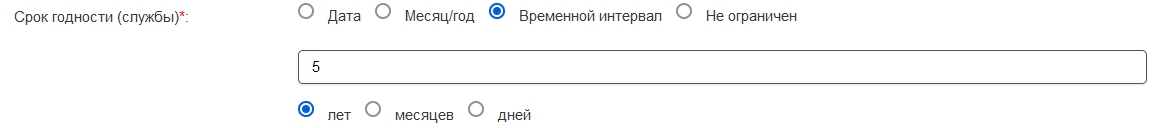 Срок годности (службы)*: Дата Месяц/год Временной интервал Не ограничен
5
лет месяцев дней